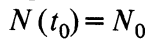 N(t₀) = N₀